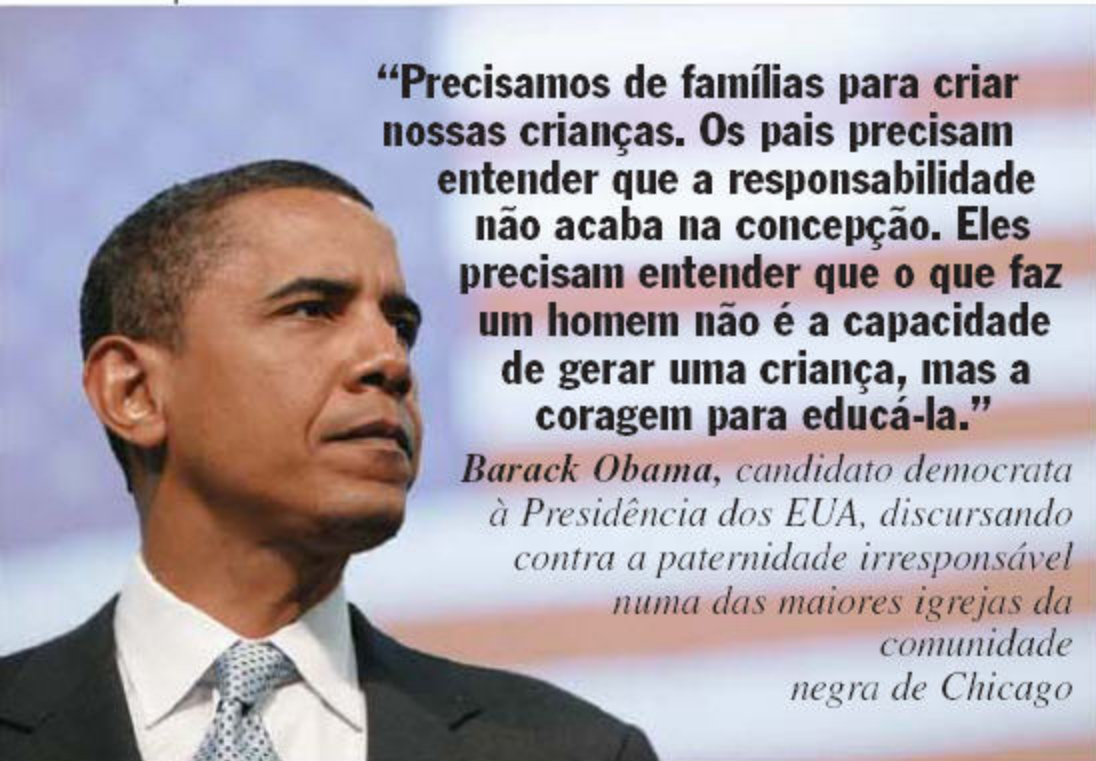 “Precisamos de famílias para criar
nossas crianças. Os pais precisam
entender que a responsabilidade
não acaba na concepção. Eles
precisam entender que o que faz
um homem não é a capacidade
de gerar uma criança, mas a
coragem para educá-la.”
Barack Obama, candidato democrata
à Presidência dos EUA, discursando
contra a paternidade irresponsável
numa das maiores igrejas da
comunidade
negra de Chicago